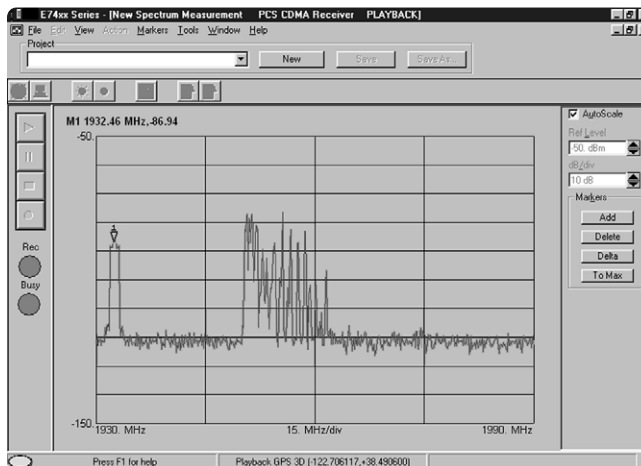 E74xx Series - [New Spectrum Measurement PCS CDMA Receiver PLAYBACK]
File Edit View Action Markers Tools Window Help
Project
New Save Save As...
M1 1932.46 MHz,-86.94
-50.
1
-150.
1930. MHz 15. MHz/div 1990. MHz
Rec
Busy
AutoScale
Ref Level
-50. dBm
dB/div
10 dB
Markers
Add
Delete
Delta
To Max
Press F1 for help Playback GPS 3D (-122.706117,+38.490600)